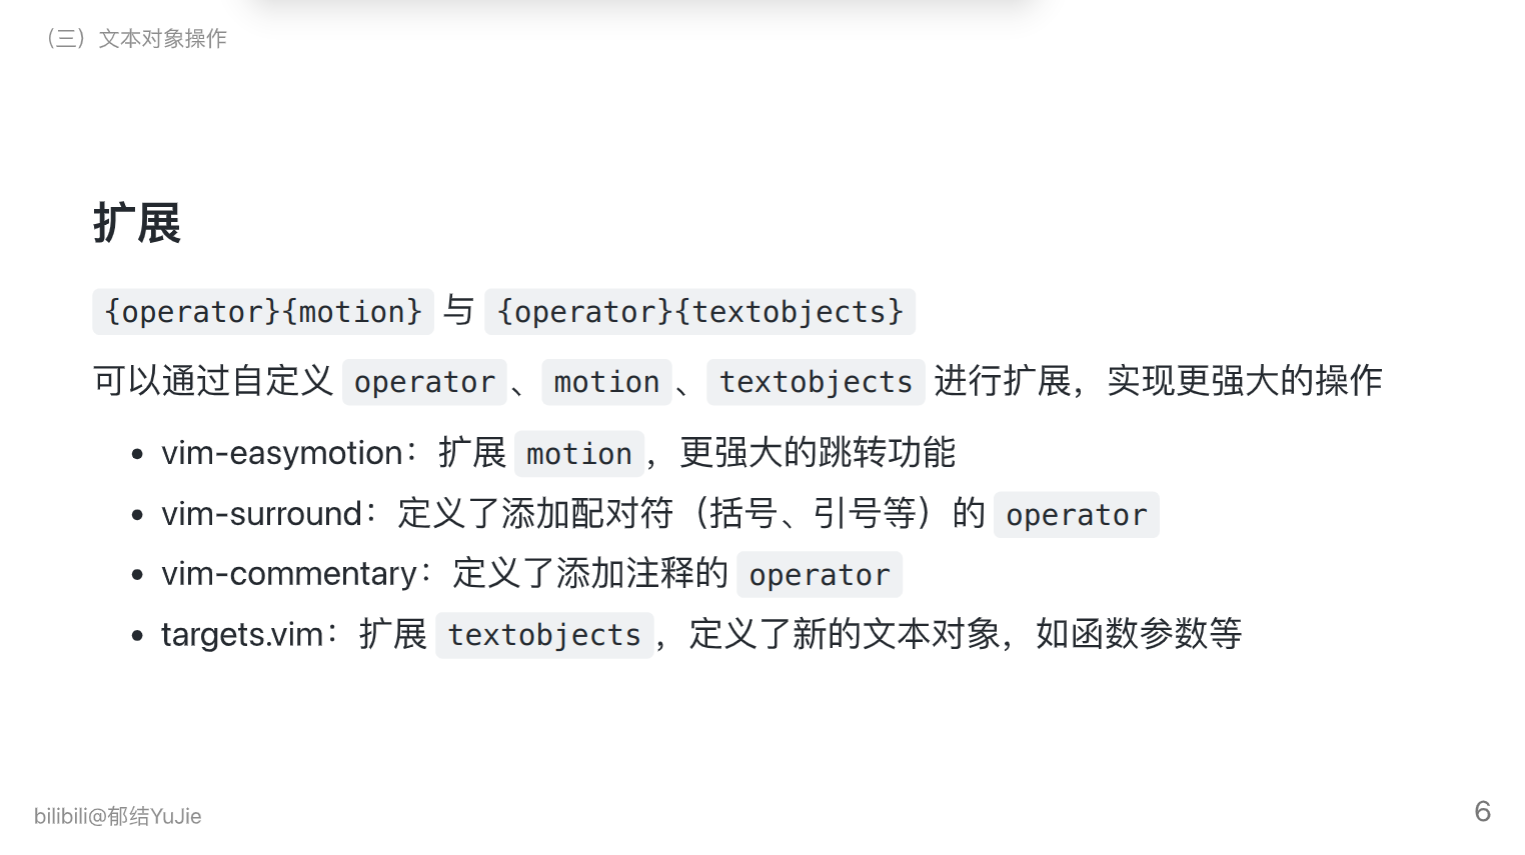 （三）文本对象操作
扩展
{operator}{motion} 与 {operator}{textobjects}
可以通过自定义 operator、motion、textobjects 进行扩展，实现更强大的操作
• vim-easymotion：扩展 motion，更强大的跳转功能
• vim-surround：定义了添加配对符（括号、引号等）的 operator
• vim-commentary：定义了添加注释的 operator
• targets.vim：扩展 textobjects，定义了新的文本对象，如函数参数等
bilibili@郁结YuJie
6